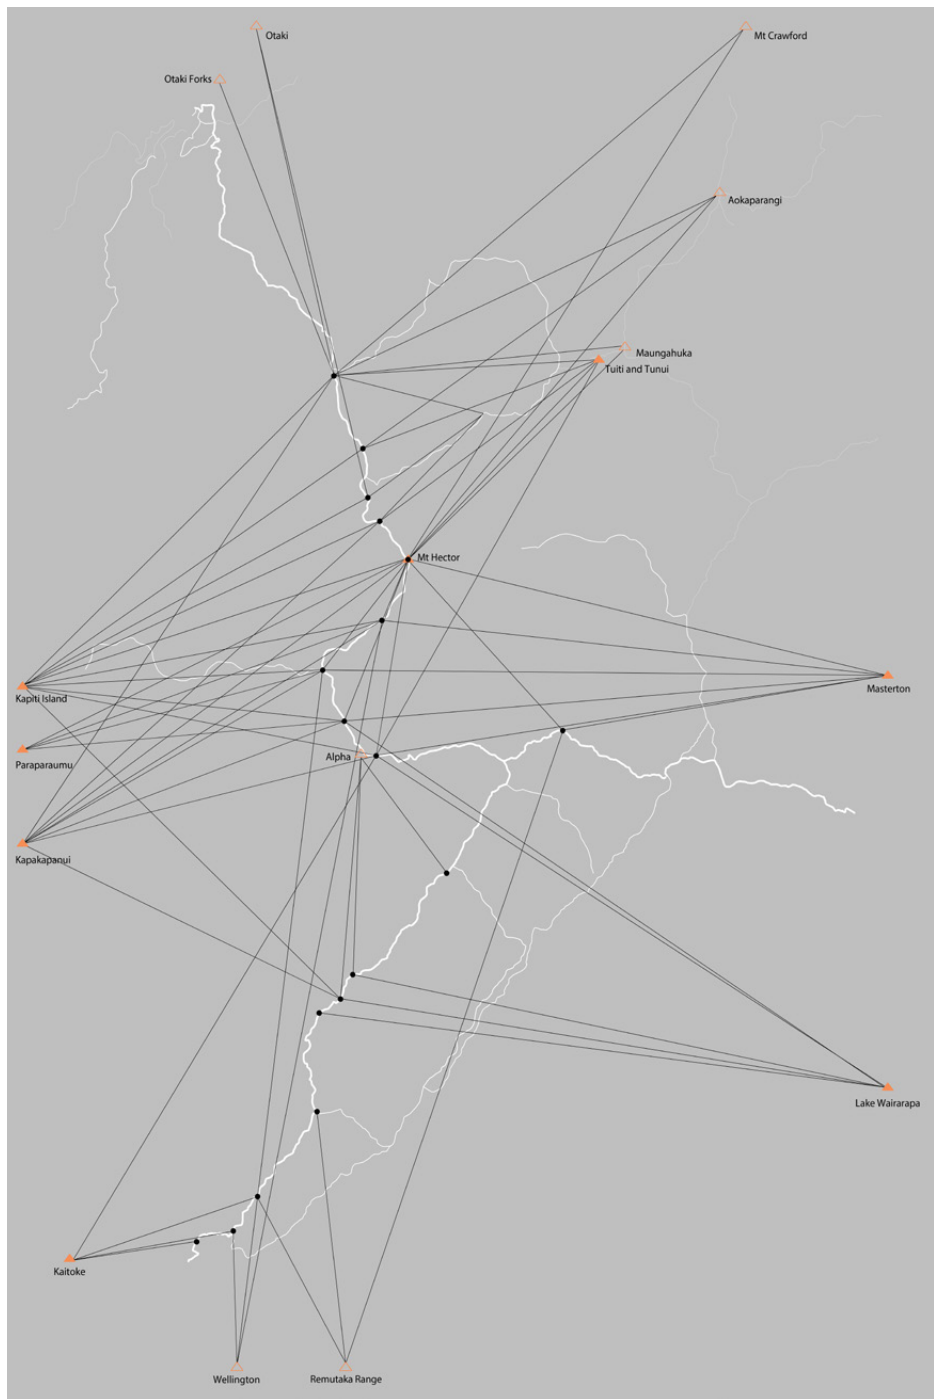 Otaki
Mt Crawford
Otaki Forks
Aokaparangi
Maungahuka
Tuiti and Tunui
Mt Hector
Masterton
Kapiti Island
Alpha
Paraparaumu
Kapakapanui
Lake Wairarapa
Kaitoke
Wellington
Remutaka Range